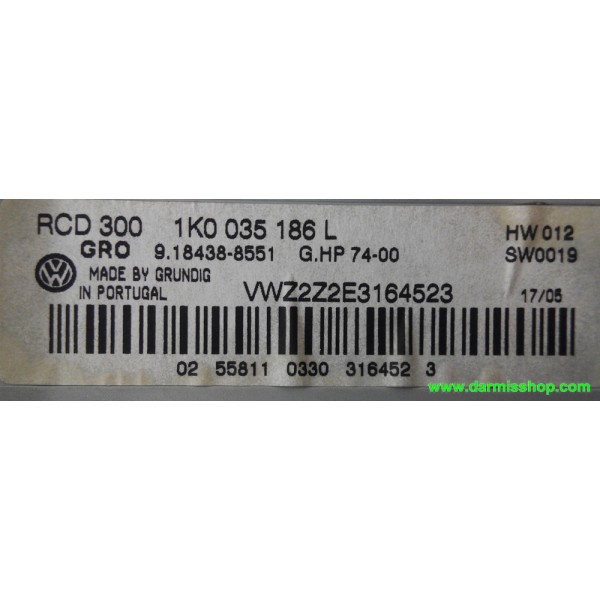 RCD 300 1K0 035 186 L HW 012
GRO 9.18438-8551 G.HP 74-00 SW0019
MADE BY GRUNDIG
IN PORTUGAL VWZ2Z2E3164523 17/05
02 55811 0330 316452 3
www.darmisshop.com